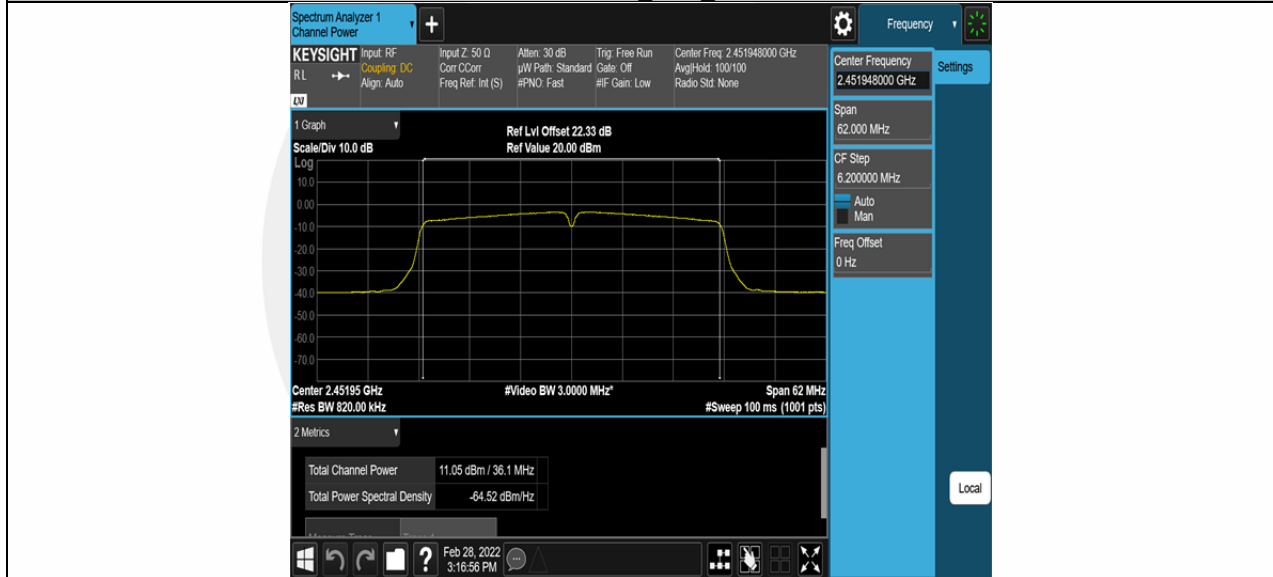 Spectrum Analyzer 1
Channel Power
+
Frequency
KEYSIGHT
Input: RF
Coupling: DC
Align: Auto
RL
LXI
Input Z: 50 Ω
Corr CCorr
Freq Ref: Int (S)
Atten: 30 dB
µW Path: Standard
#PNO: Fast
Trig: Free Run
Gate: Off
#IF Gain: Low
Center Freq: 2.451948000 GHz
Avg|Hold: 100/100
Radio Std: None
Center Frequency
2.451948000 GHz
Settings
Span
62.000 MHz
CF Step
6.200000 MHz
Auto
Man
Freq Offset
0 Hz
Local
1 Graph
Scale/Div 10.0 dB
Ref Lvl Offset 22.33 dB
Ref Value 20.00 dBm
Log
10.0
0.00
-10.0
-20.0
-30.0
-40.0
-50.0
-60.0
-70.0
Center 2.45195 GHz
#Video BW 3.0000 MHz*
Span 62 MHz
#Res BW 820.00 kHz
#Sweep 100 ms (1001 pts)
2 Metrics
Total Channel Power 11.05 dBm / 36.1 MHz
Total Power Spectral Density -64.52 dBm/Hz
?
Feb 28, 2022
3:16:56 PM